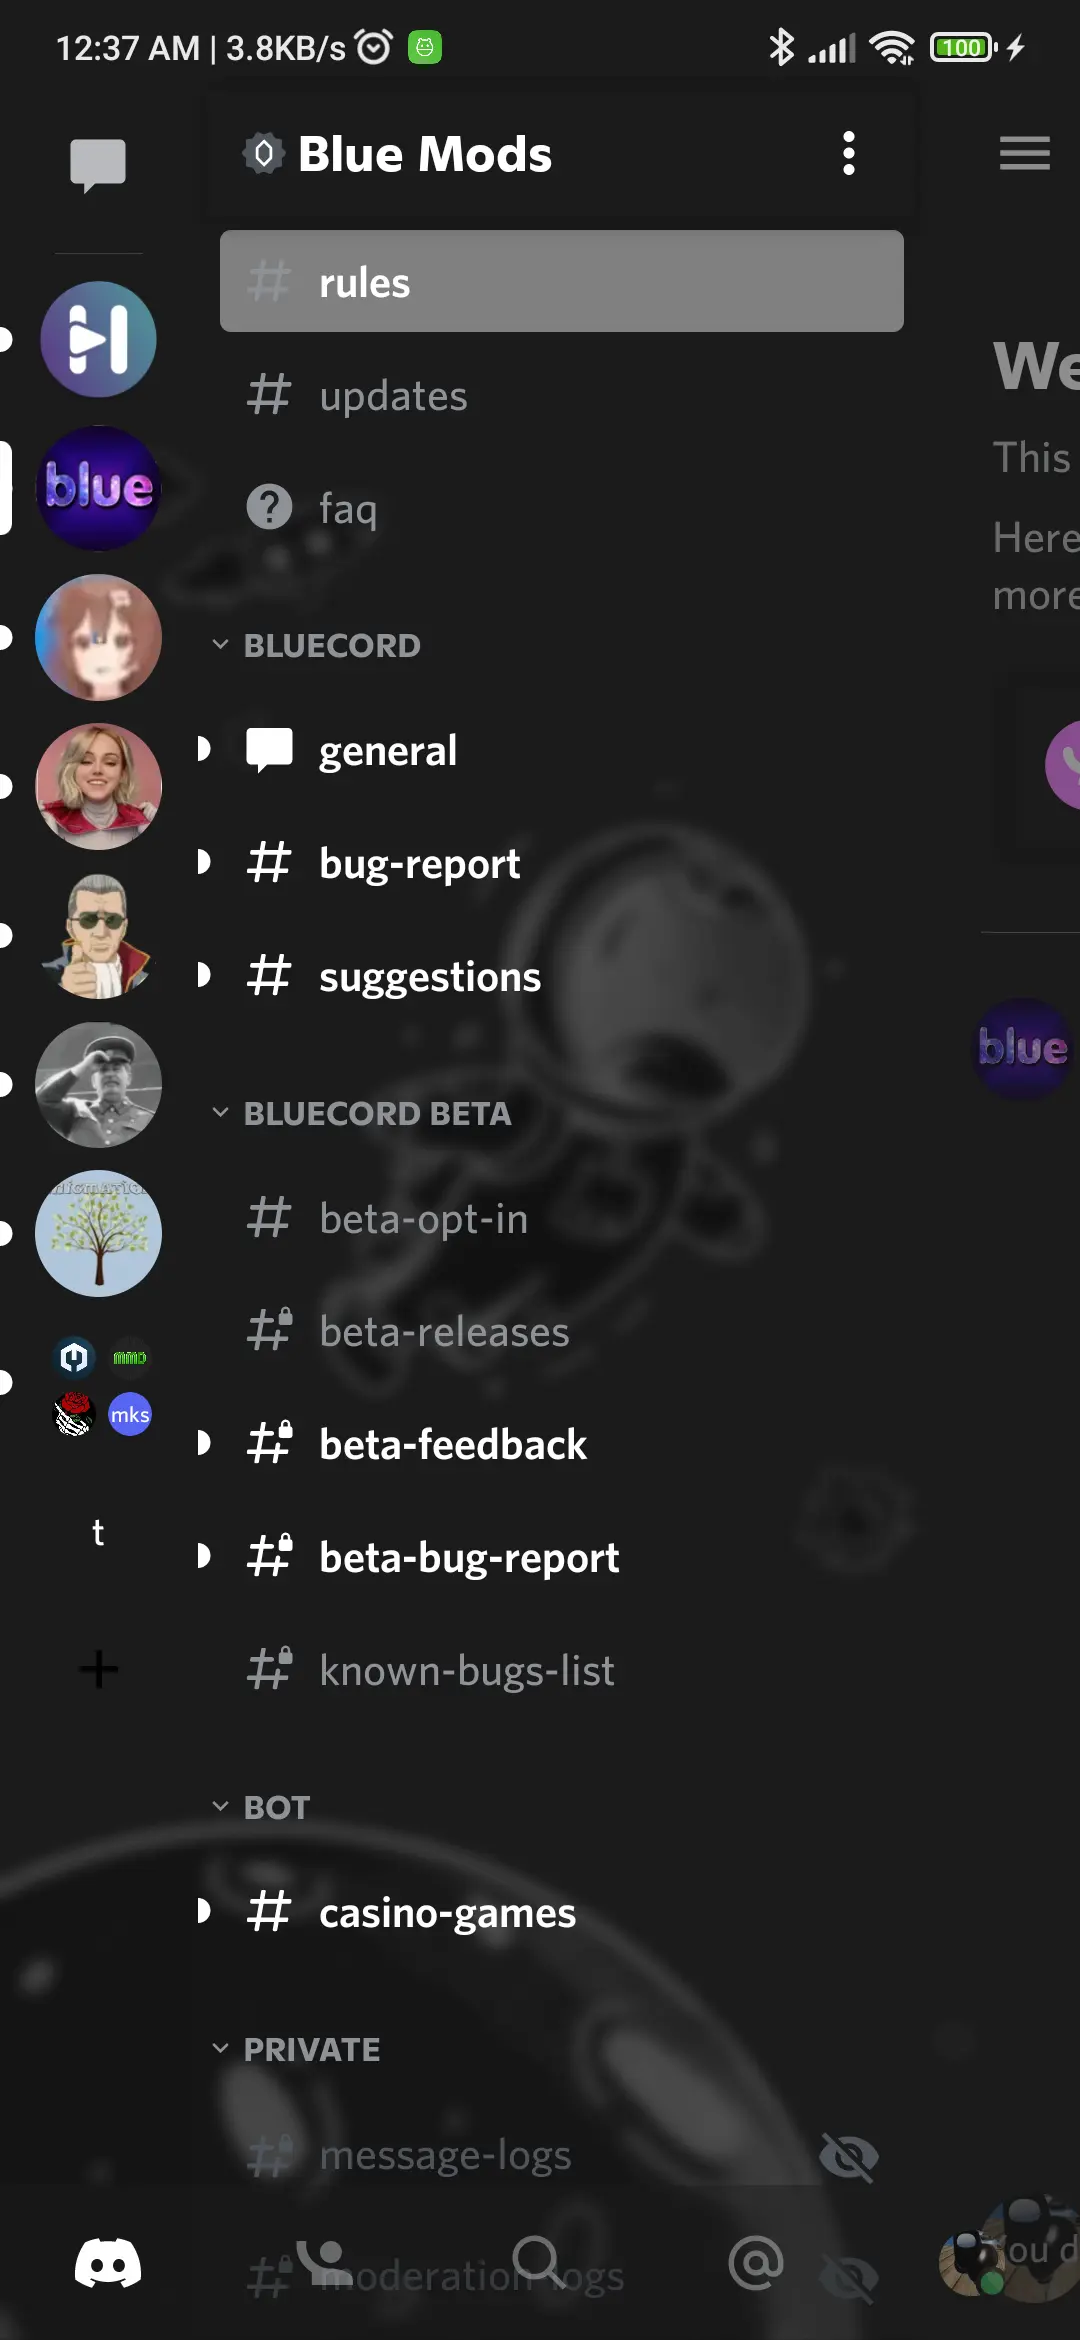 12:37 AM | 3.8KB/s
100
Blue Mods
rules
updates
faq
BLUECORD
general
bug-report
suggestions
BLUECORD BETA
beta-opt-in
beta-releases
beta-feedback
beta-bug-report
known-bugs-list
BOT
casino-games
PRIVATE
message-logs
moderation-logs
blue
mmd
mks
t
We
This
Here
more
blue
You d